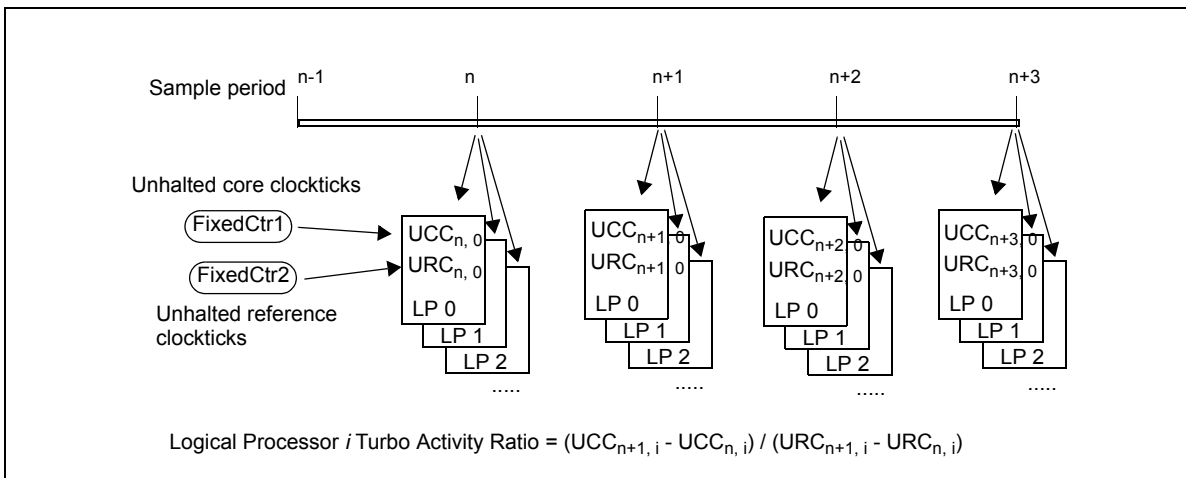 Sample period
n-1 n n+1 n+2 n+3
Unhalted core clockticks
FixedCtr1
FixedCtr2
Unhalted reference
clockticks
UCCn, 0
URCn, 0
LP 0
LP 1
LP 2
.....
UCCn+1, 0
URCn+1 0
LP 0
LP 1
LP 2
.....
UCCn+2, 0
URCn+2, 0
LP 0
LP 1
LP 2
.....
UCCn+3, 0
URCn+3, 0
LP 0
LP 1
LP 2
.....
Logical Processor i Turbo Activity Ratio = (UCCn+1, i - UCCn, i) / (URCn+1, i - URCn, i)